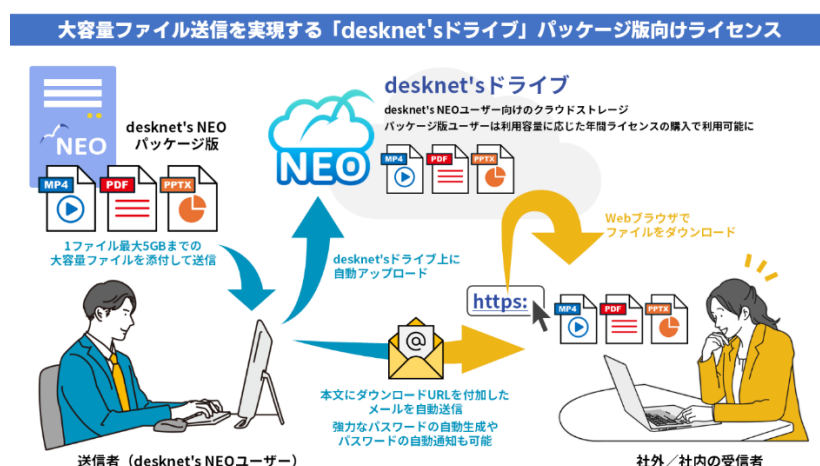 大容量ファイル送信を実現する「desknet'sドライブ」パッケージ版向けライセンス
desknet'sドライブ
desknet's NEOユーザー向けのクラウドストレージ
パッケージ版ユーザーは利用容量に応じた年間ライセンスの購入で利用可能に
desknet's NEO
パッケージ版
NEO
NEO
MP4 PDF PPTX
MP4 PDF PPTX
1ファイル最大5GBまでの
大容量ファイルを添付して送信
desknet'sドライブ上に
自動アップロード
Webブラウザで
ファイルをダウンロード
https:
MP4 PDF PPTX
@
本文にダウンロードURLを付加した
メールを自動送信
強力なパスワードの自動生成や
パスワードの自動通知も可能
送信者（desknet's NEOユーザー）
社外／社内の受信者